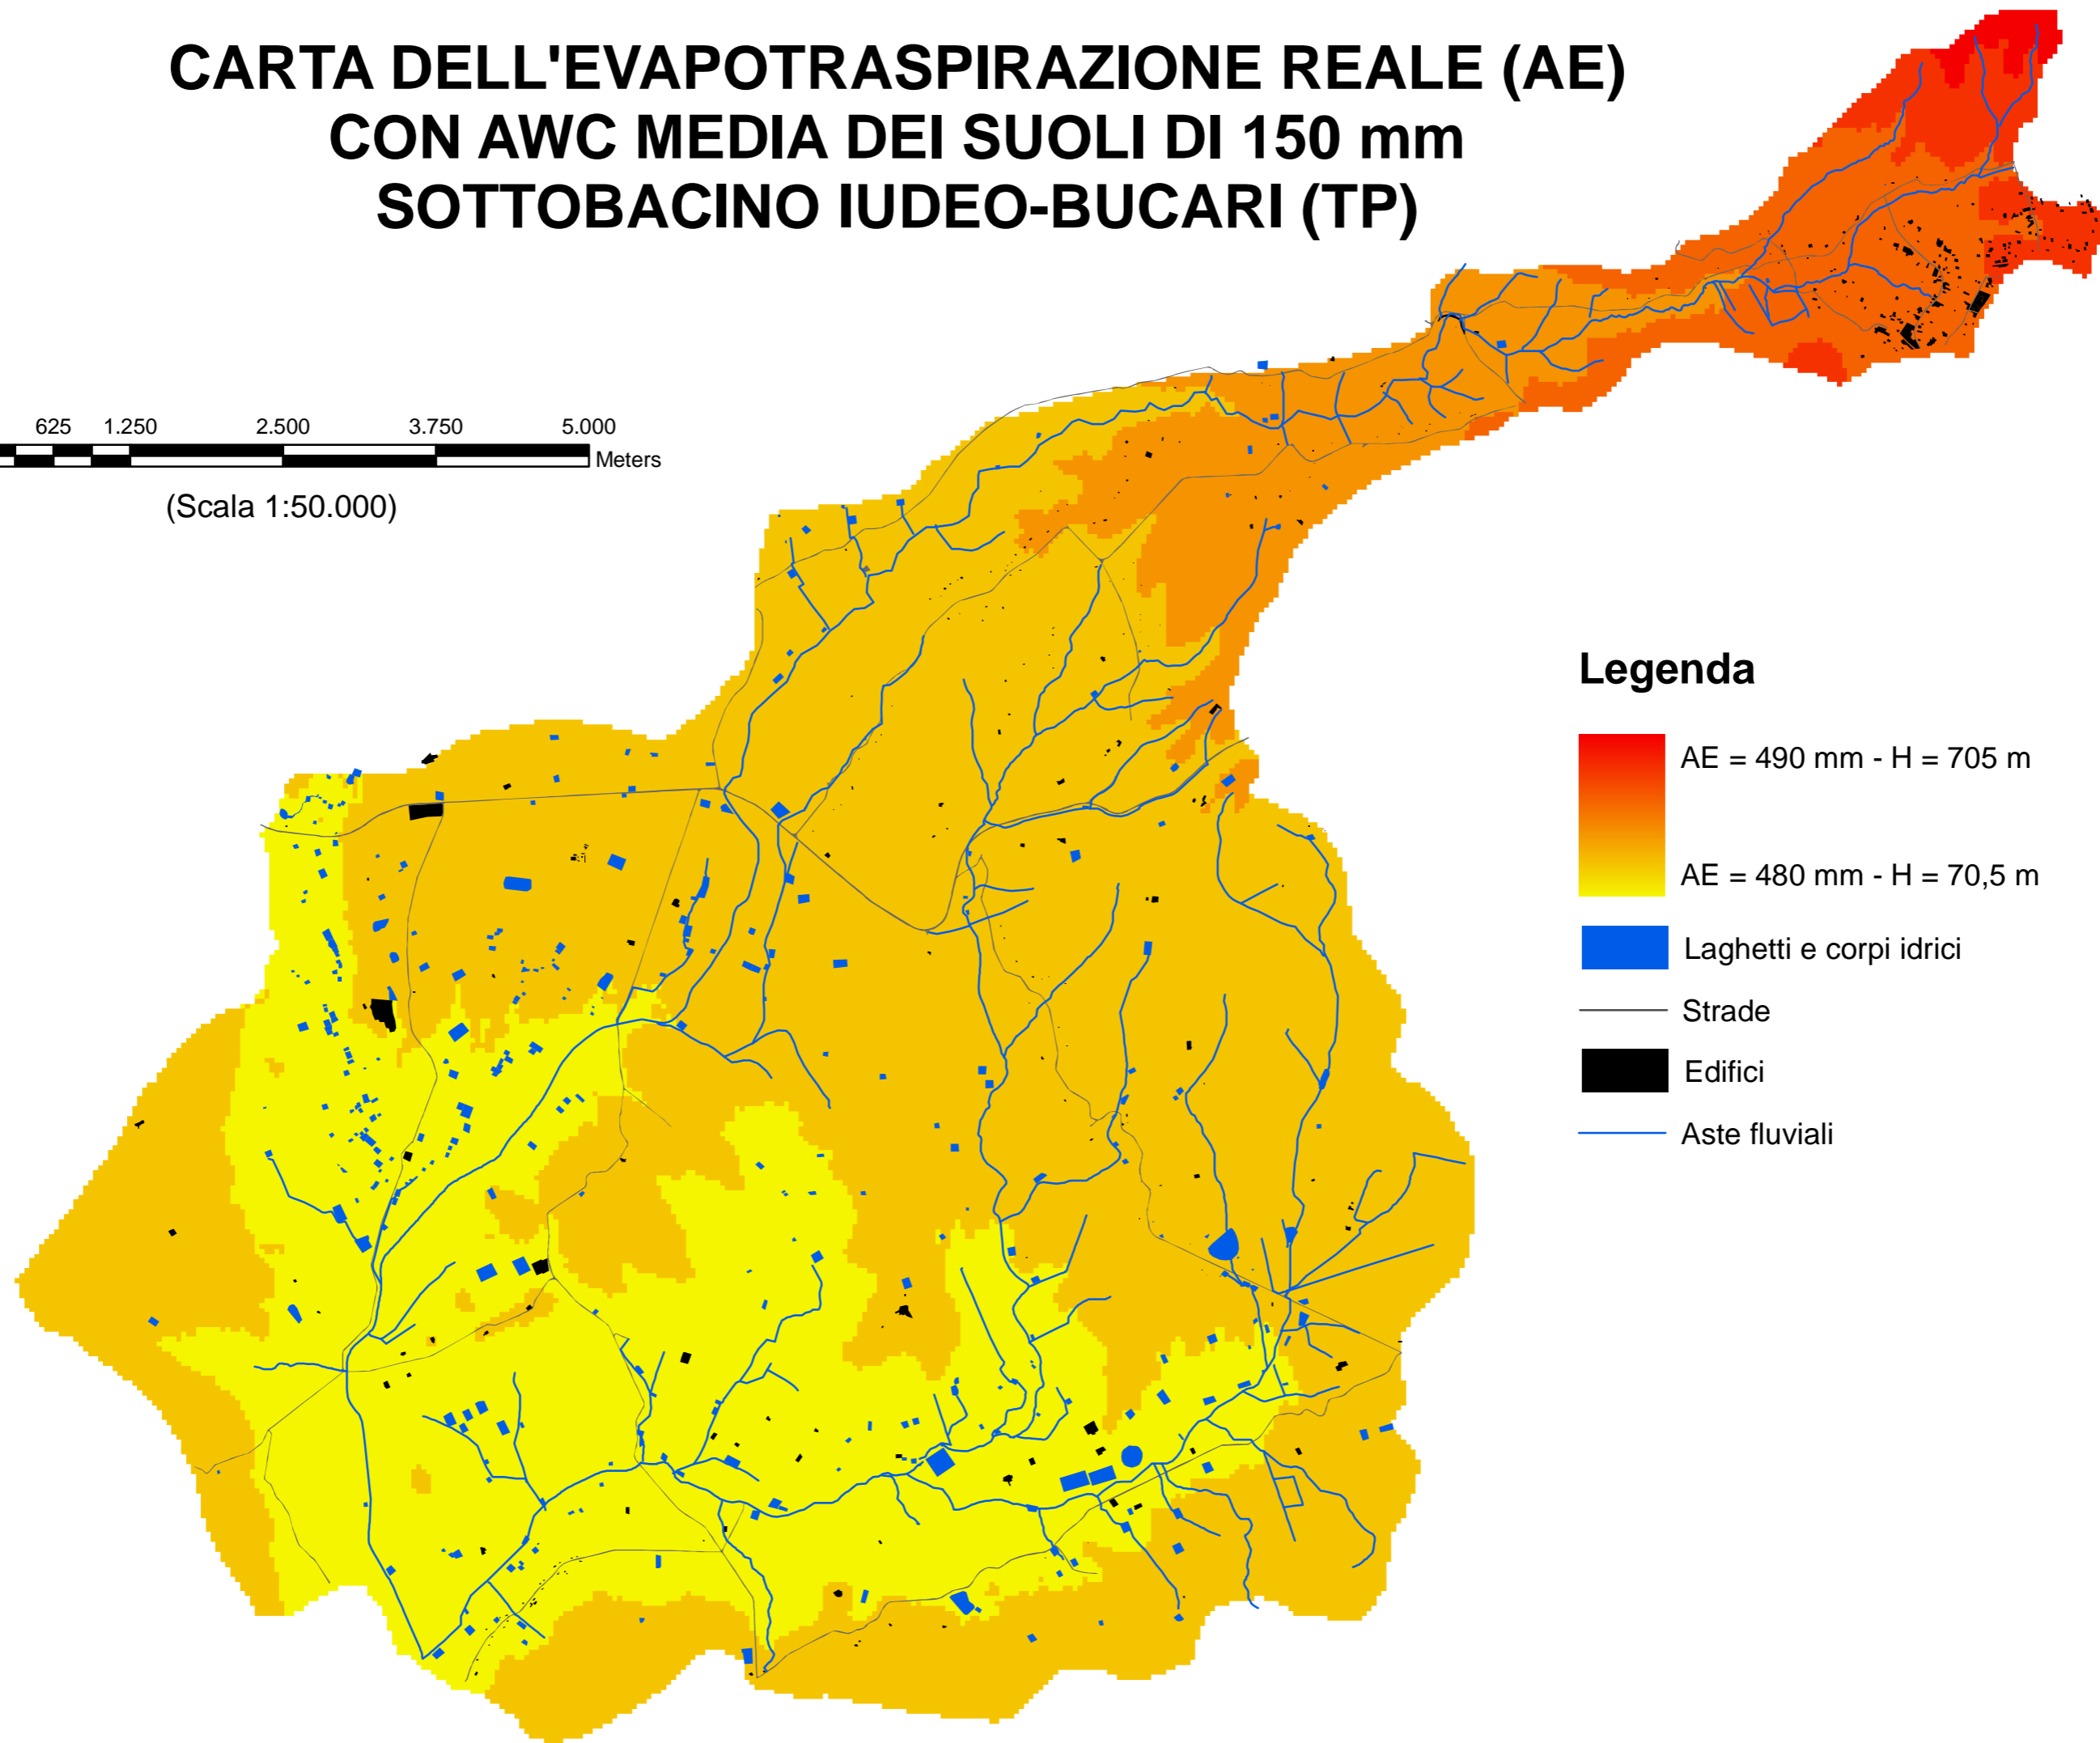 CARTA DELL'EVAPOTRASPIRAZIONE REALE (AE)
CON AWC MEDIA DEI SUOLI DI 150 mm
SOTTOBACINO IUDEO-BUCARI (TP)
625 1.250 2.500 3.750 5.000
Meters
(Scala 1:50.000)
Legenda
AE = 490 mm - H = 705 m
AE = 480 mm - H = 70,5 m
Laghetti e corpi idrici
Strade
Edifici
Aste fluviali